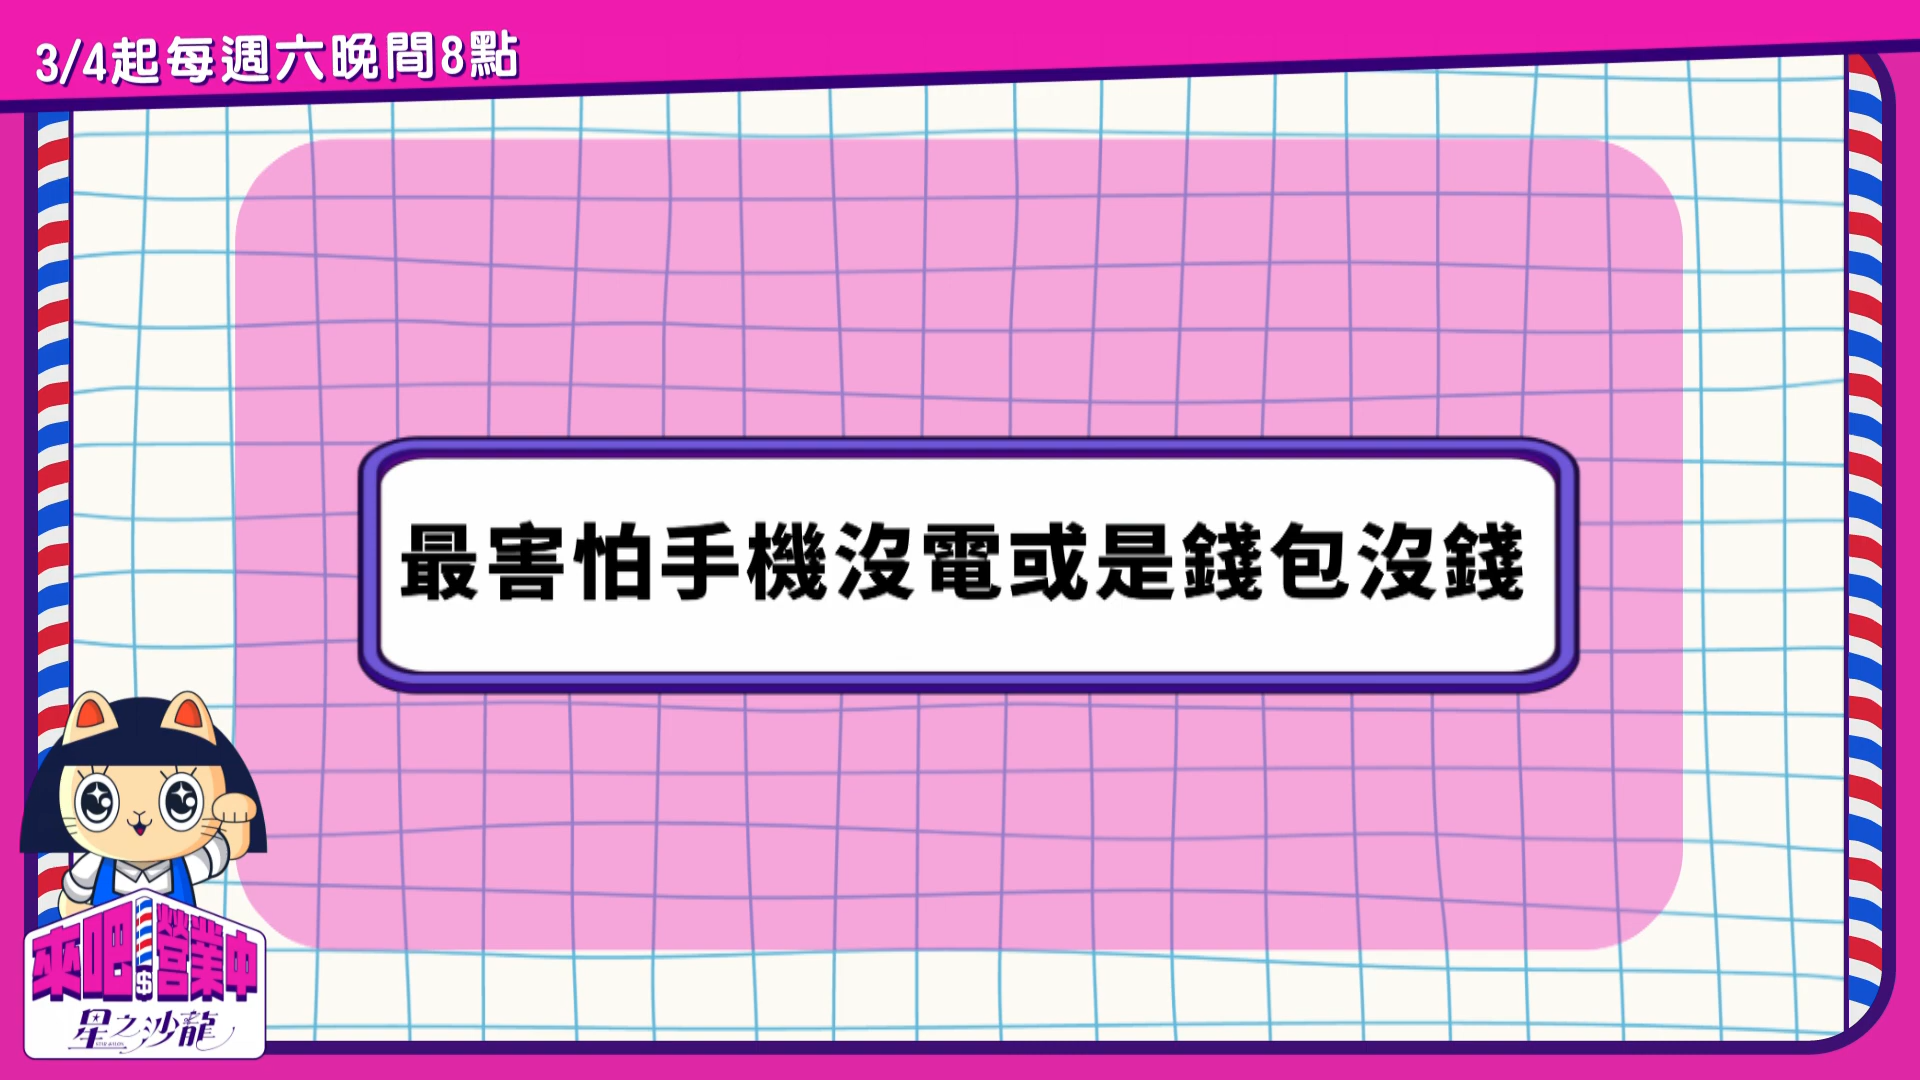 3/4起每週六晚間8點
最害怕手機沒電或是錢包沒錢
來吧營業中
星之沙龍